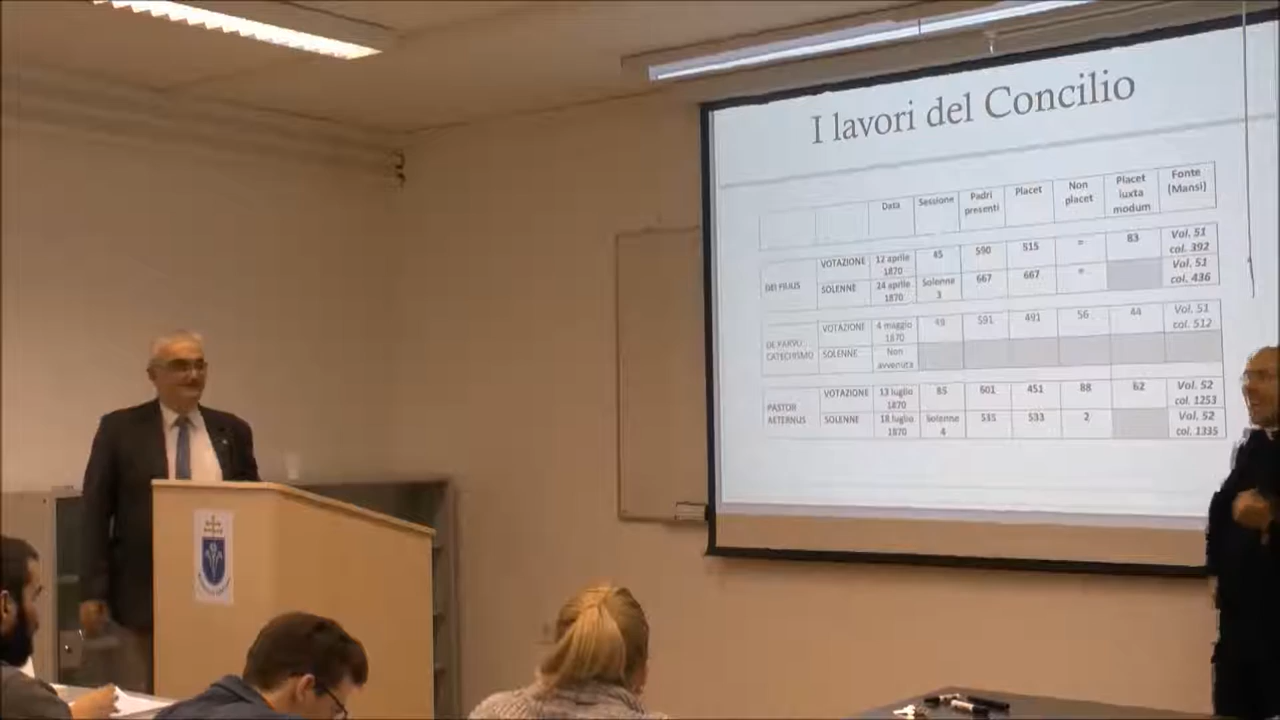 I lavori del Concilio
Data Sessione Padri presenti Placet Non placet Placet iuxta modum Fonte (Mansi)
DEI FILIUS VOTAZIONE 12 aprile 1870 45 590 515 = 83 Vol. 51 col. 392
SOLENNE 24 aprile 1870 Solenne 3 667 667 = Vol. 51 col. 436
DE PARVO CATECHISMO VOTAZIONE 4 maggio 1870 49 591 491 56 44 Vol. 51 col. 512
SOLENNE Non avvenuta
PASTOR AETERNUS VOTAZIONE 13 luglio 1870 85 601 451 88 62 Vol. 52 col. 1253
SOLENNE 18 luglio 1870 Solenne 4 535 533 2 Vol. 52 col. 1335